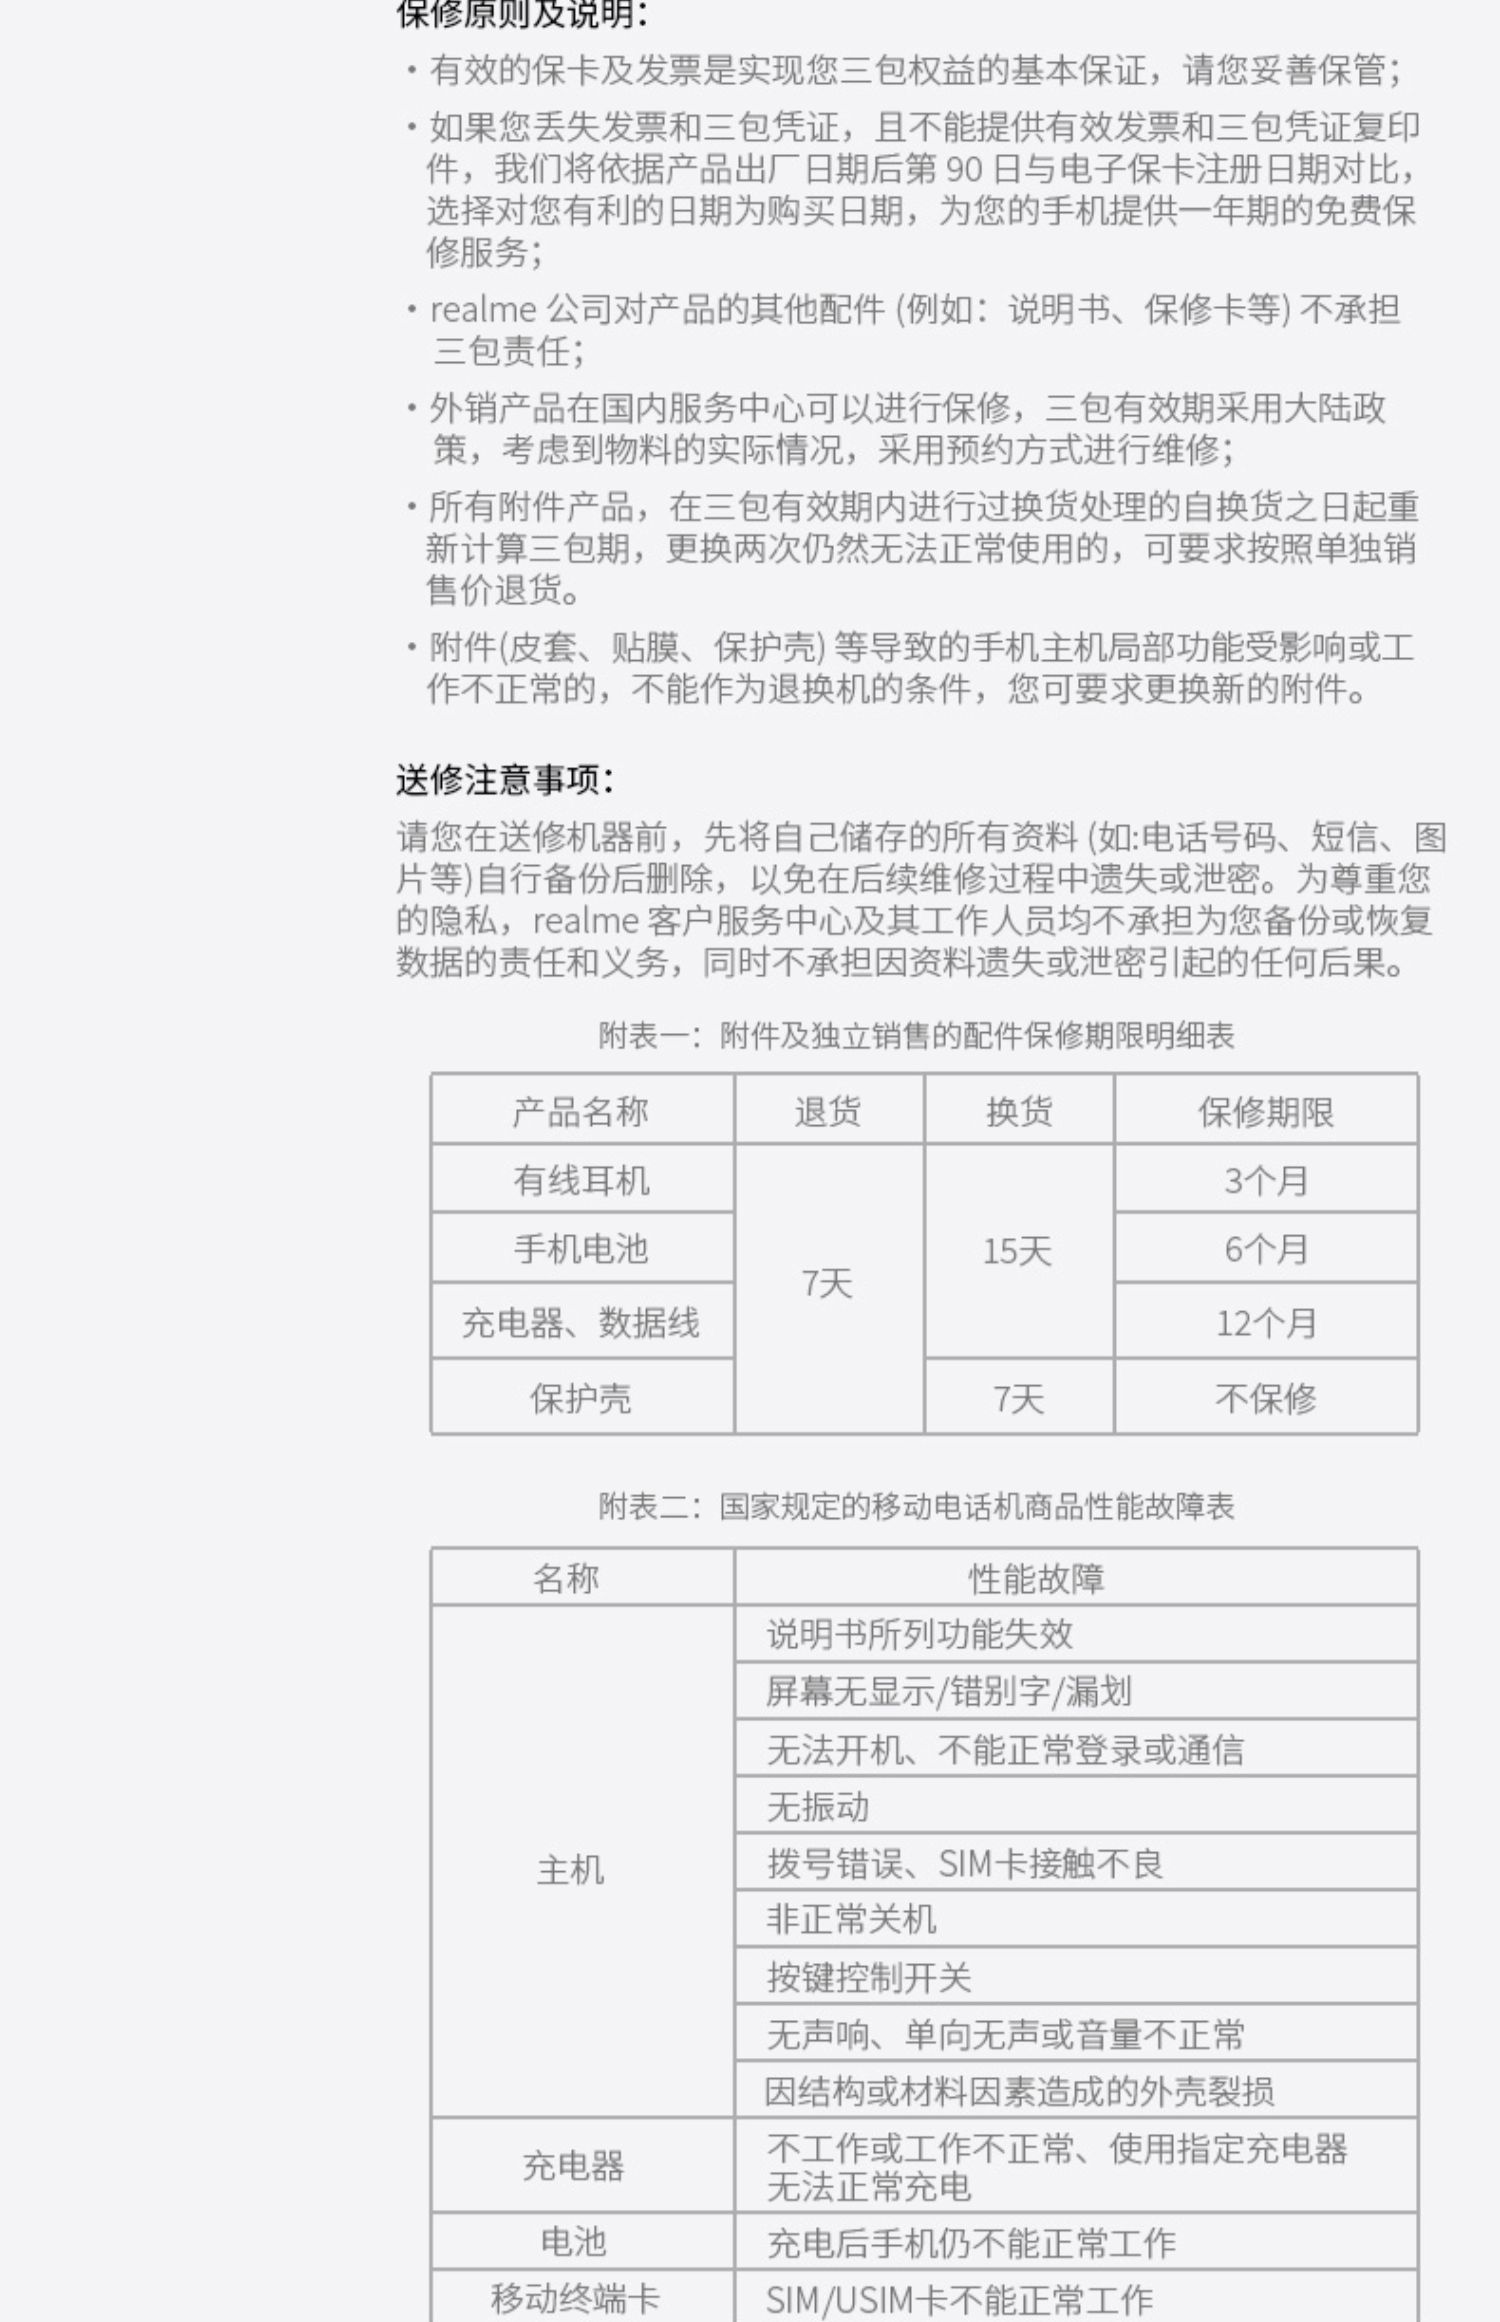 保修原则及说明：
·有效的保卡及发票是实现您三包权益的基本保证，请您妥善保管；
·如果您丢失发票和三包凭证，且不能提供有效发票和三包凭证复印
件，我们将依据产品出厂日期后第 90 日与电子保卡注册日期对比，
选择对您有利的日期为购买日期，为您的手机提供一年期的免费保
修服务；
·realme 公司对产品的其他配件 (例如：说明书、保修卡等) 不承担
三包责任；
·外销产品在国内服务中心可以进行保修，三包有效期采用大陆政
策，考虑到物料的实际情况，采用预约方式进行维修；
·所有附件产品，在三包有效期内进行过换货处理的自换货之日起重
新计算三包期，更换两次仍然无法正常使用的，可要求按照单独销
售价退货。
·附件(皮套、贴膜、保护壳) 等导致的手机主机局部功能受影响或工
作不正常的，不能作为退换机的条件，您可要求更换新的附件。
送修注意事项：
请您在送修机器前，先将自己储存的所有资料 (如:电话号码、短信、图
片等)自行备份后删除，以免在后续维修过程中遗失或泄密。为尊重您
的隐私，realme 客户服务中心及其工作人员均不承担为您备份或恢复
数据的责任和义务，同时不承担因资料遗失或泄密引起的任何后果。
附表一：附件及独立销售的配件保修期限明细表
产品名称 退货 换货 保修期限
有线耳机 3个月
手机电池 15天 6个月
7天
充电器、数据线 12个月
保护壳 7天 不保修
附表二：国家规定的移动电话机商品性能故障表
名称 性能故障
说明书所列功能失效
屏幕无显示/错别字/漏划
无法开机、不能正常登录或通信
无振动
主机 拨号错误、SIM卡接触不良
非正常关机
按键控制开关
无声响、单向无声或音量不正常
因结构或材料因素造成的外壳裂损
充电器 不工作或工作不正常、使用指定充电器
无法正常充电
电池 充电后手机仍不能正常工作
移动终端卡 SIM/USIM卡不能正常工作